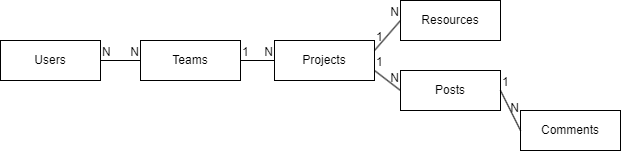 Users
N
N
Teams
1
N
Projects
1
N
Resources
1
N
Posts
1
N
Comments